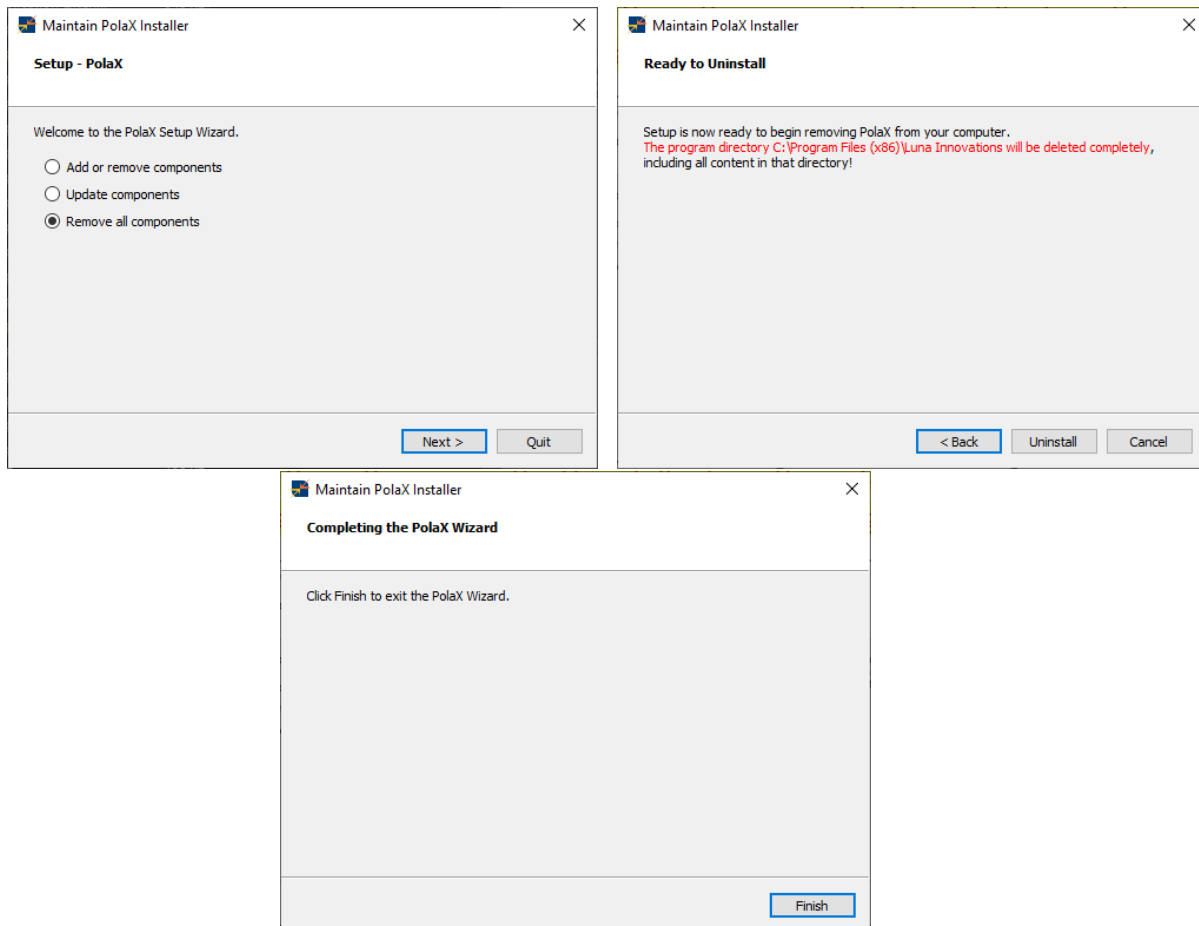 Maintain PolaX Installer
Setup - PolaX
Welcome to the PolaX Setup Wizard.
Add or remove components
Update components
Remove all components
Next >
Quit
Maintain PolaX Installer
Ready to Uninstall
Setup is now ready to begin removing PolaX from your computer.
The program directory C:\Program Files (x86)\Luna Innovations will be deleted completely,
including all content in that directory!
< Back
Uninstall
Cancel
Maintain PolaX Installer
Completing the PolaX Wizard
Click Finish to exit the PolaX Wizard.
Finish